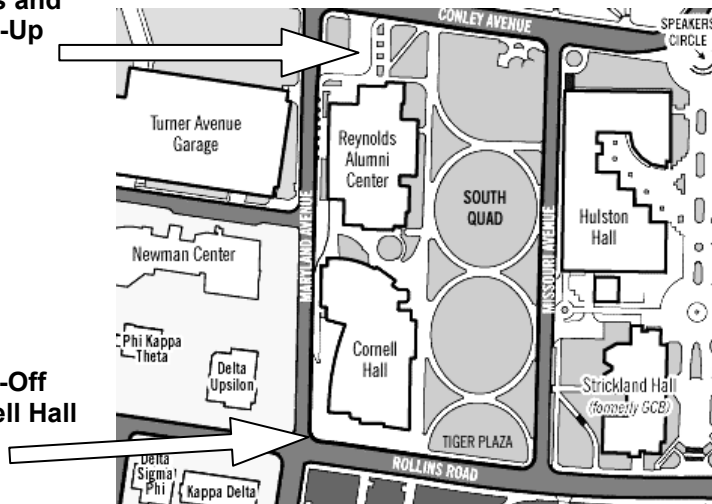 s and
-Up
CONLEY AVENUE
SPEAKERS
CIRCLE
Turner Avenue
Garage
Reynolds
Alumni
Center
SOUTH
QUAD
Hulston
Hall
MARYLAND AVENUE
MISSOURI AVENUE
Newman Center
Phi Kappa
Theta
Delta
Upsilon
Cornell
Hall
Strickland Hall
(formerly GCB)
-Off
ell Hall
TIGER PLAZA
ROLLINS ROAD
Delta
Sigma
Phi
Kappa Delta